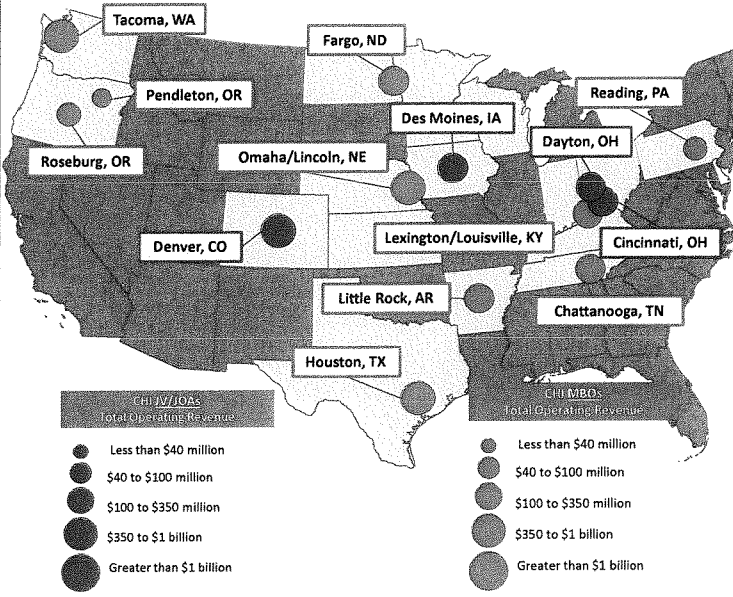 Tacoma, WA
Fargo, ND
Pendleton, OR
Reading, PA
Des Moines, IA
Dayton, OH
Roseburg, OR
Omaha/Lincoln, NE
Denver, CO
Lexington/Louisville, KY
Cincinnati, OH
Little Rock, AR
Chattanooga, TN
Houston, TX
CHI JV/JOAs
Total Operating Revenue
Less than $40 million
$40 to $100 million
$100 to $350 million
$350 to $1 billion
Greater than $1 billion
CHI MBOs
Total Operating Revenue
Less than $40 million
$40 to $100 million
$100 to $350 million
$350 to $1 billion
Greater than $1 billion